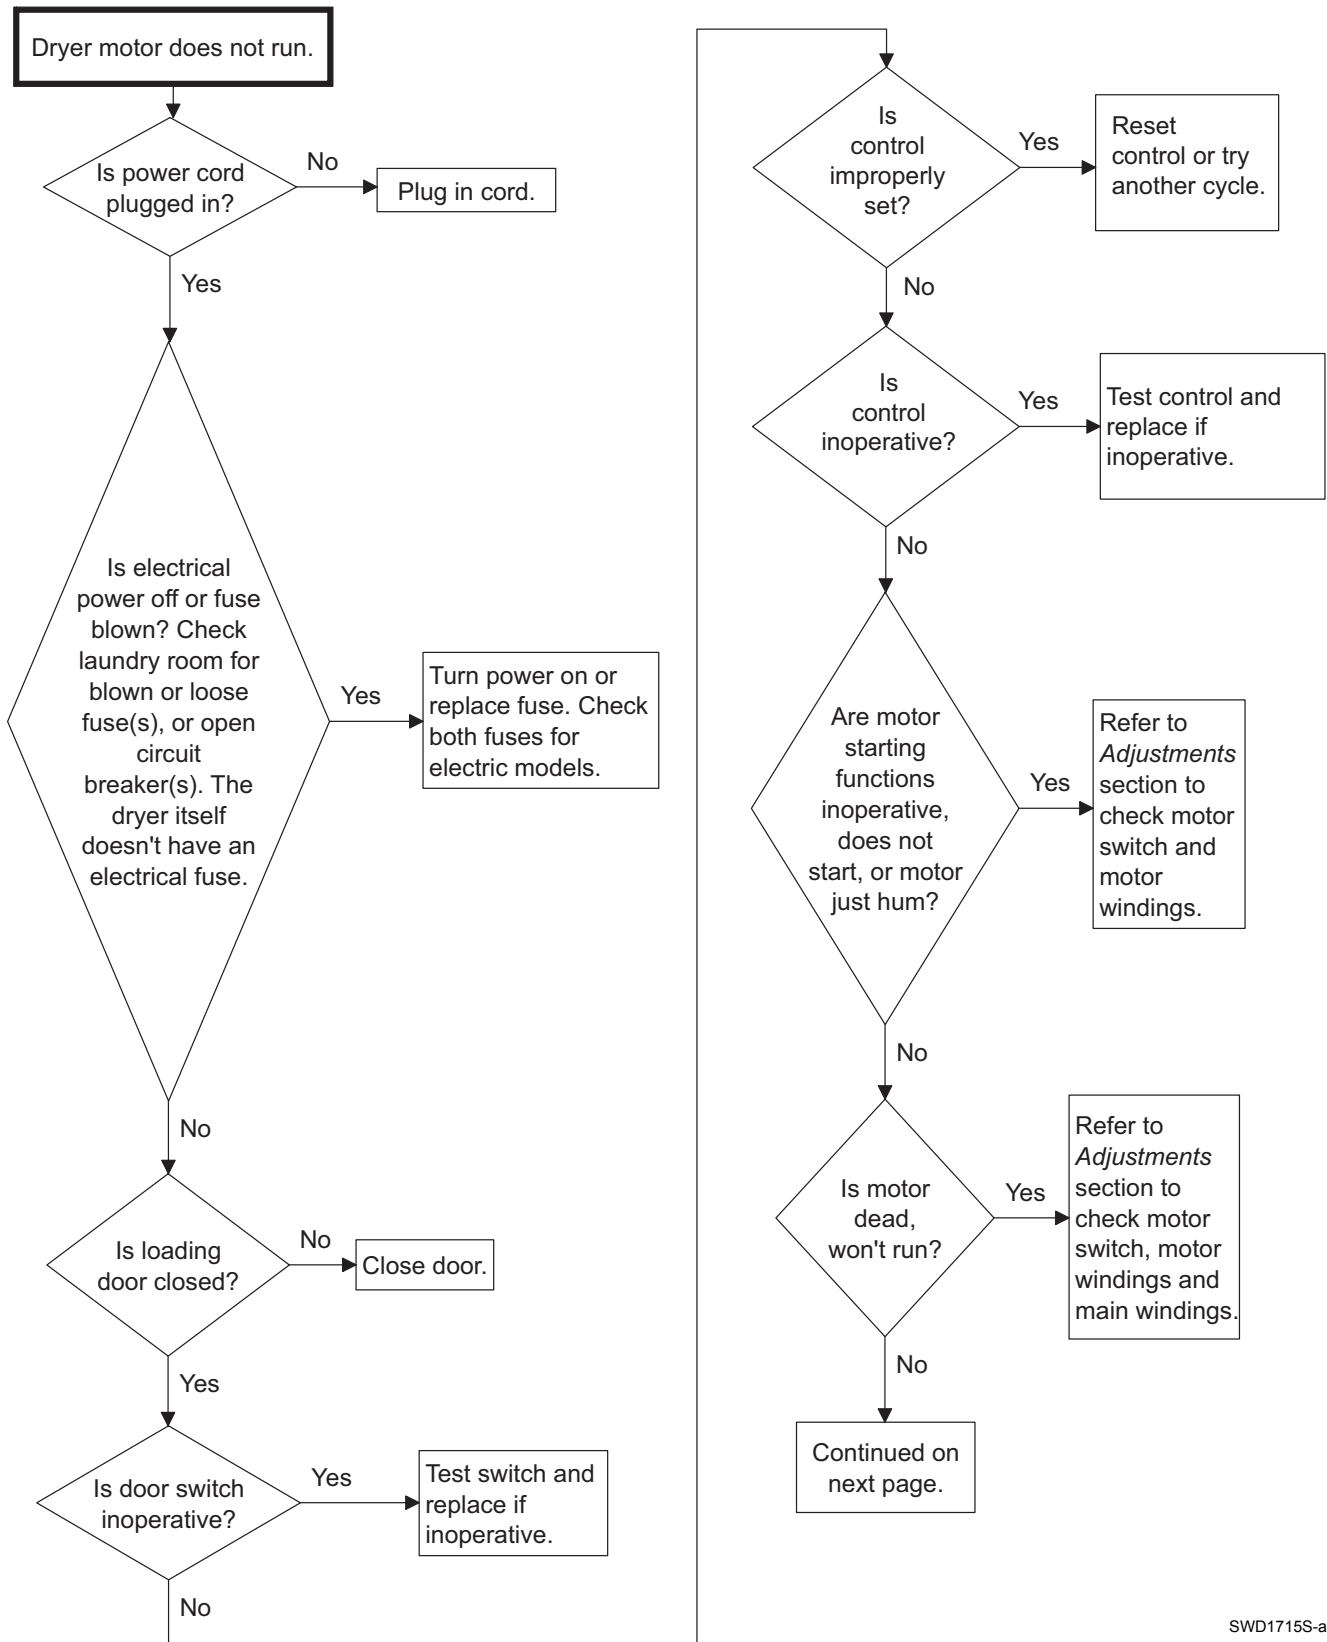 Dryer motor does not run.
Is power cord
plugged in?
No
Plug in cord.
Yes
Is electrical
power off or fuse
blown? Check
laundry room for
blown or loose
fuse(s), or open
circuit
breaker(s). The
dryer itself
doesn't have an
electrical fuse.
Yes
Turn power on or
replace fuse. Check
both fuses for
electric models.
No
Is loading
door closed?
No
Close door.
Yes
Is door switch
inoperative?
Yes
Test switch and
replace if
inoperative.
No
Is
control
improperly
set?
Yes
Reset
control or try
another cycle.
No
Is
control
inoperative?
Yes
Test control and
replace if
inoperative.
No
Are motor
starting
functions
inoperative,
does not
start, or motor
just hum?
Yes
Refer to
Adjustments
section to
check motor
switch and
motor
windings.
No
Is motor
dead,
won't run?
Yes
Refer to
Adjustments
section to
check motor
switch, motor
windings and
main windings.
No
Continued on
next page.
SWD1715S-a